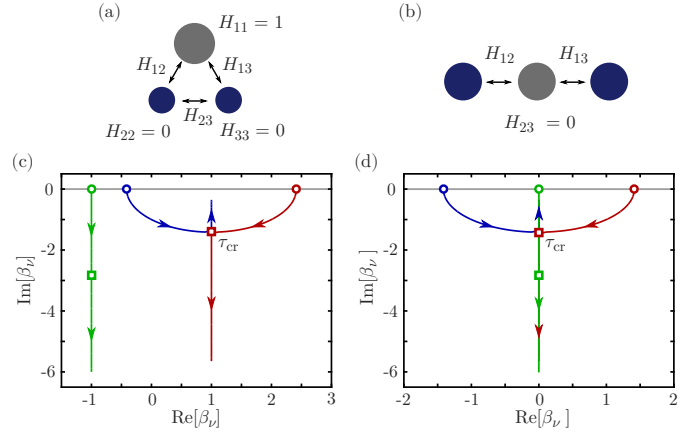 (a)
H₁₁ = 1
H₁₂
H₁₃
H₂₃
H₂₂ = 0
H₃₃ = 0
(b)
H₁₂
H₁₃
H₂₃ = 0
(c)
0
-2
-4
-6
Im[βν]
τcr
-1
0
1
2
3
Re[βν]
(d)
0
-2
-4
-6
Im[βν ]
τcr
-2
-1
0
1
2
Re[βν ]